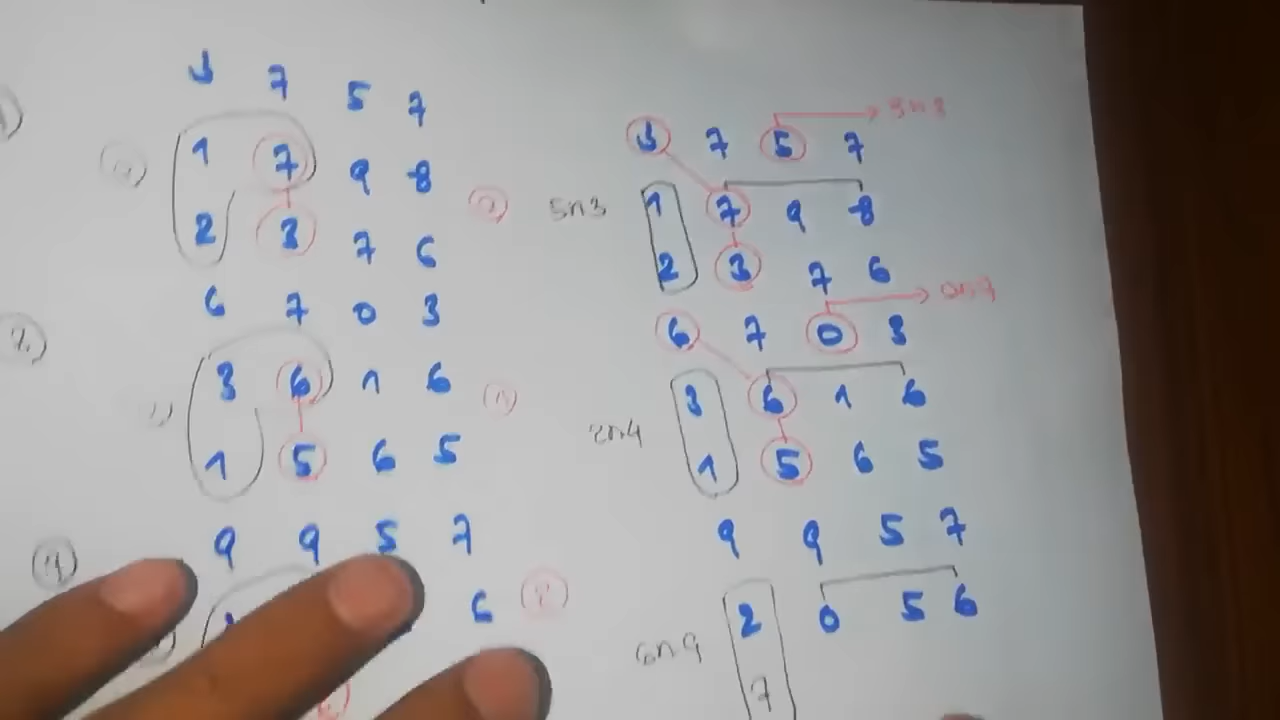 7 5 7
1 7 9 8
2 3 7 6
6 7 0 3
3 6 1 6
1 5 6 5
9 9 5 7
6
7 5 7
5n3 1 7 9 8
2 3 7 6
6 7 0 3
2n4 3 6 1 6
1 5 6 5
9 9 5 7
6n9 2 0 5 6
7